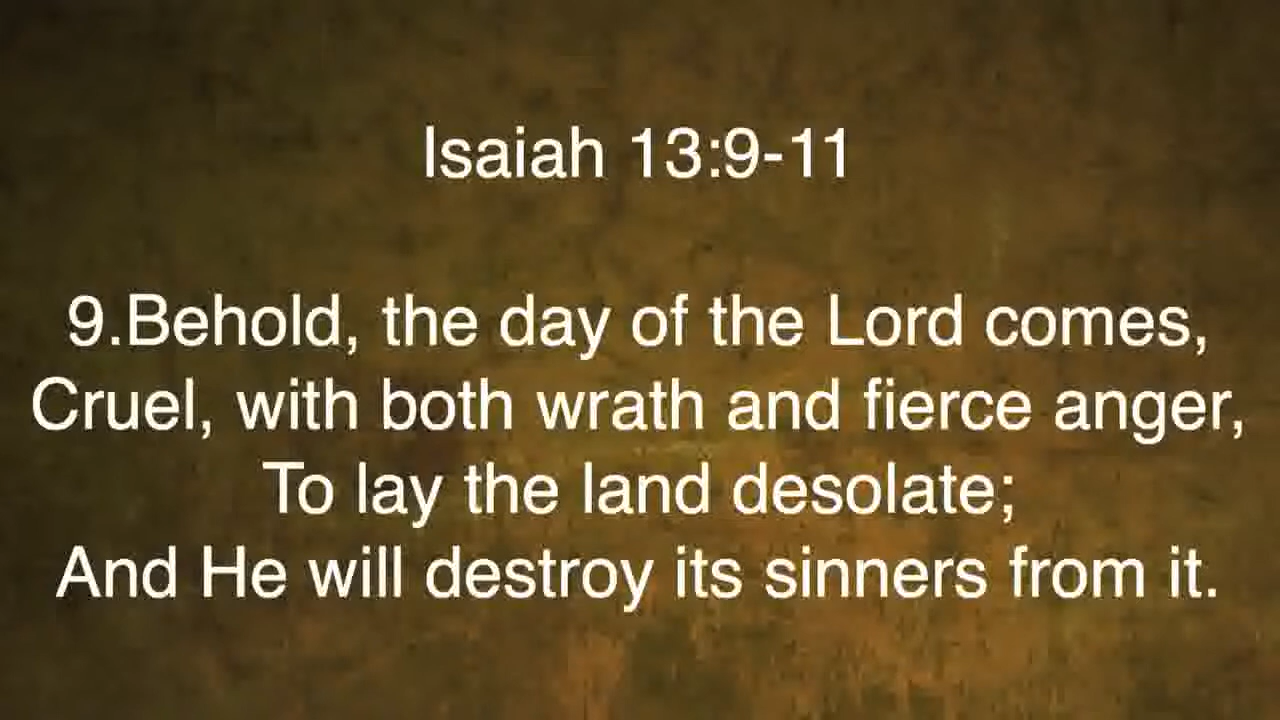 Isaiah 13:9-11
9.Behold, the day of the Lord comes,
Cruel, with both wrath and fierce anger,
To lay the land desolate;
And He will destroy its sinners from it.